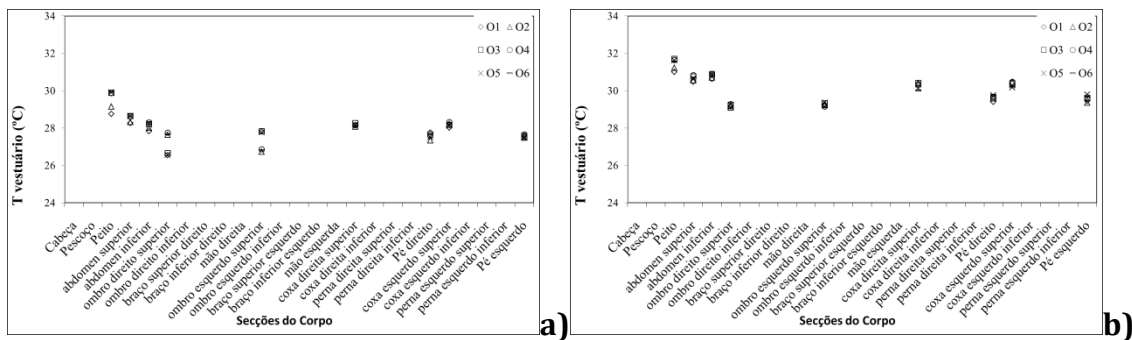 34
32
30
28
26
24
T vestuário (ºC)
O1 O2
O3 O4
O5 O6
Cabeça
Pescoço
Peito
abdomen superior
abdomen inferior
ombro direito superior
ombro direito inferior
braço superior direito
braço inferior direito
mão direita
ombro esquerdo superior
ombro esquerdo inferior
braço superior esquerdo
braço inferior esquerdo
mão esquerda
coxa direita superior
coxa direita inferior
perna direita superior
perna direita inferior
Pé direito
coxa esquerdo superior
coxa esquerdo inferior
perna esquerdo superior
perna esquerdo inferior
Pé esquerdo
Secções do Corpo
a)
34
32
30
28
26
24
T vestuário (ºC)
O1 O2
O3 O4
O5 O6
Cabeça
Pescoço
Peito
abdomen superior
abdomen inferior
ombro direito superior
ombro direito inferior
braço superior direito
braço inferior direito
mão direita
ombro esquerdo superior
ombro esquerdo inferior
braço superior esquerdo
braço inferior esquerdo
mão esquerda
coxa direita superior
coxa direita inferior
perna direita superior
perna direita inferior
Pé direito
coxa esquerdo superior
coxa esquerdo inferior
perna esquerdo superior
perna esquerdo inferior
Pé esquerdo
Secções do Corpo
b)